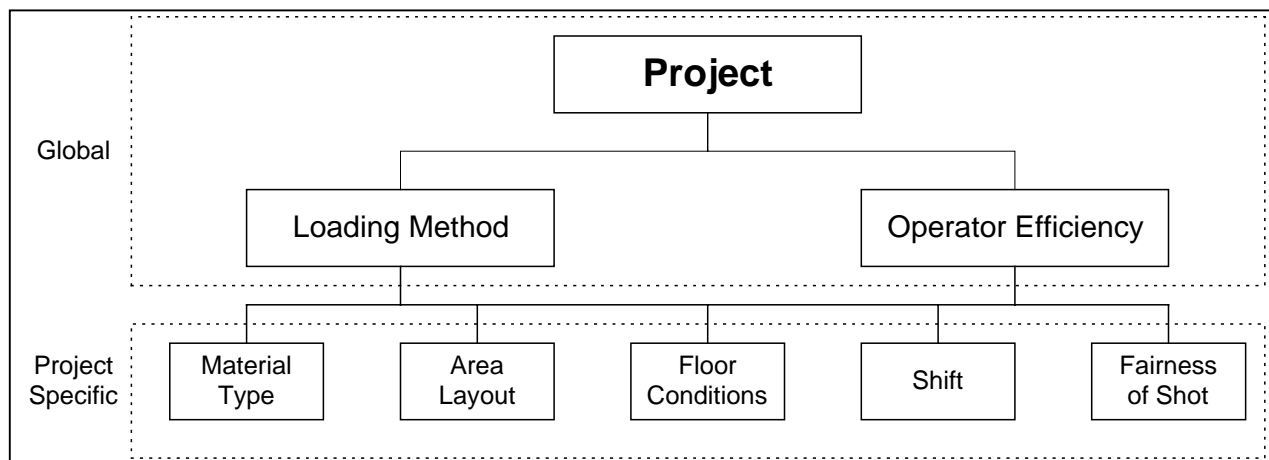 Project
Global
Loading Method
Operator Efficiency
Project
Specific
Material
Type
Area
Layout
Floor
Conditions
Shift
Fairness
of Shot